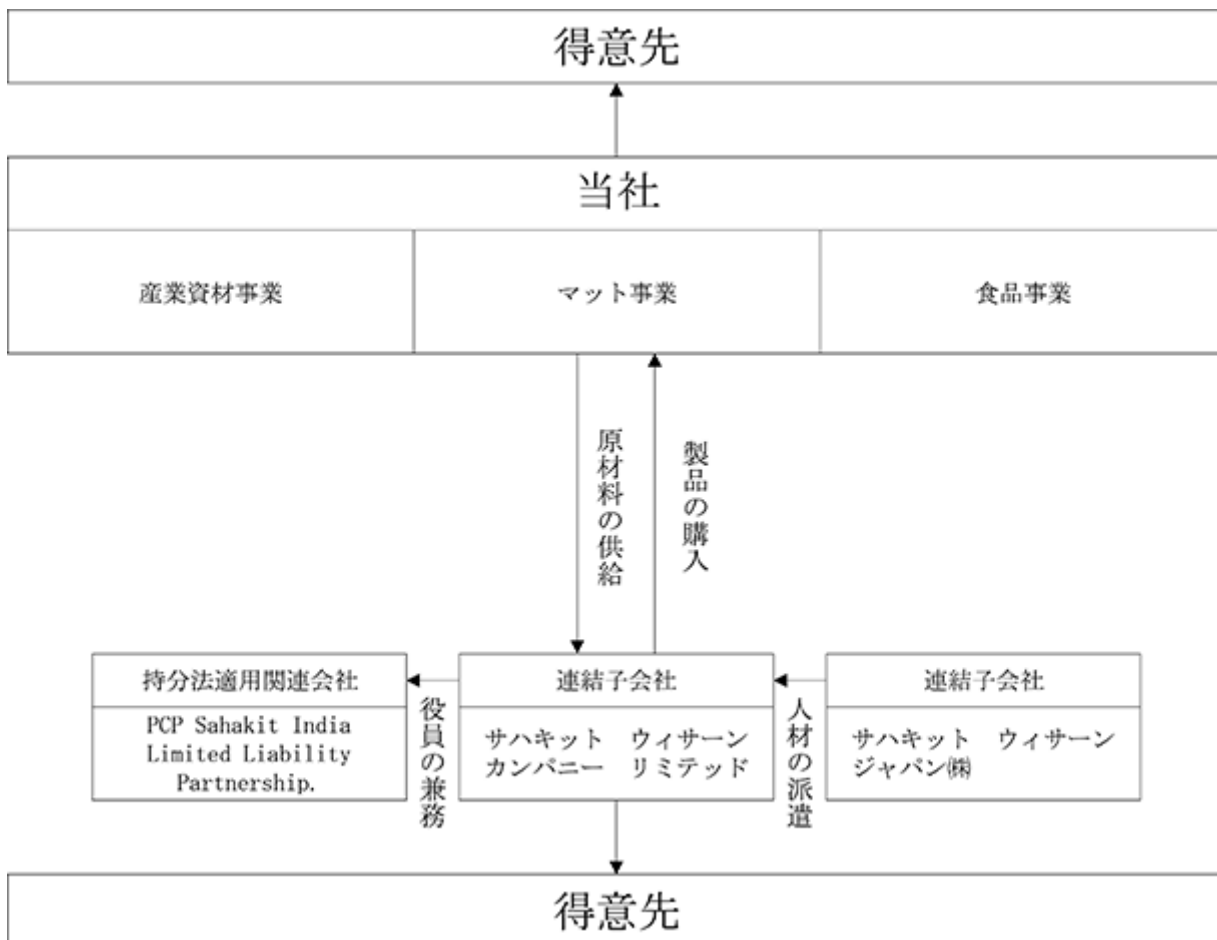 得意先
当社
産業資材事業
マット事業
食品事業
原材料の供給
製品の購入
持分法適用関連会社
PCP Sahakit India
Limited Liability
Partnership.
役員の兼務
連結子会社
サハキット　ウィサーン
カンパニー　リミテッド
人材の派遣
連結子会社
サハキット　ウィサーン
ジャパン㈱
得意先